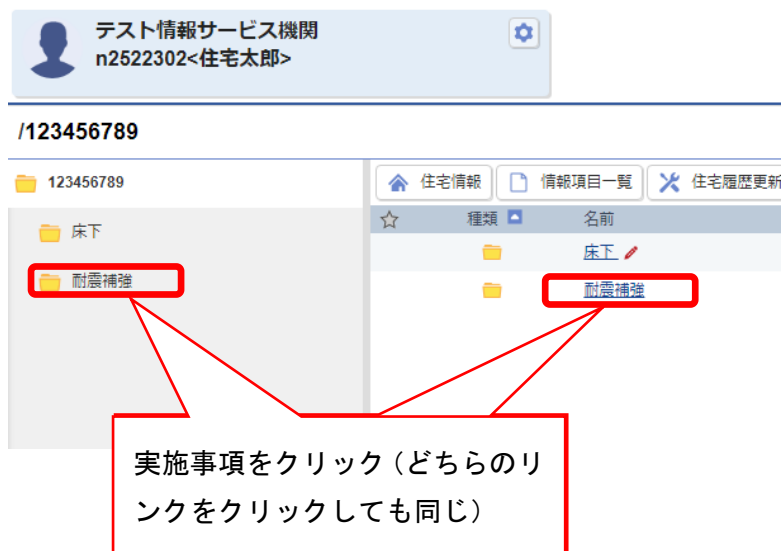 テスト情報サービス機関
n2522302<住宅太郎>
/123456789
123456789
住宅情報 情報項目一覧 住宅履歴更新
種類 名前
床下
床下
耐震補強
耐震補強
実施事項をクリック（どちらのリ
ンクをクリックしても同じ）